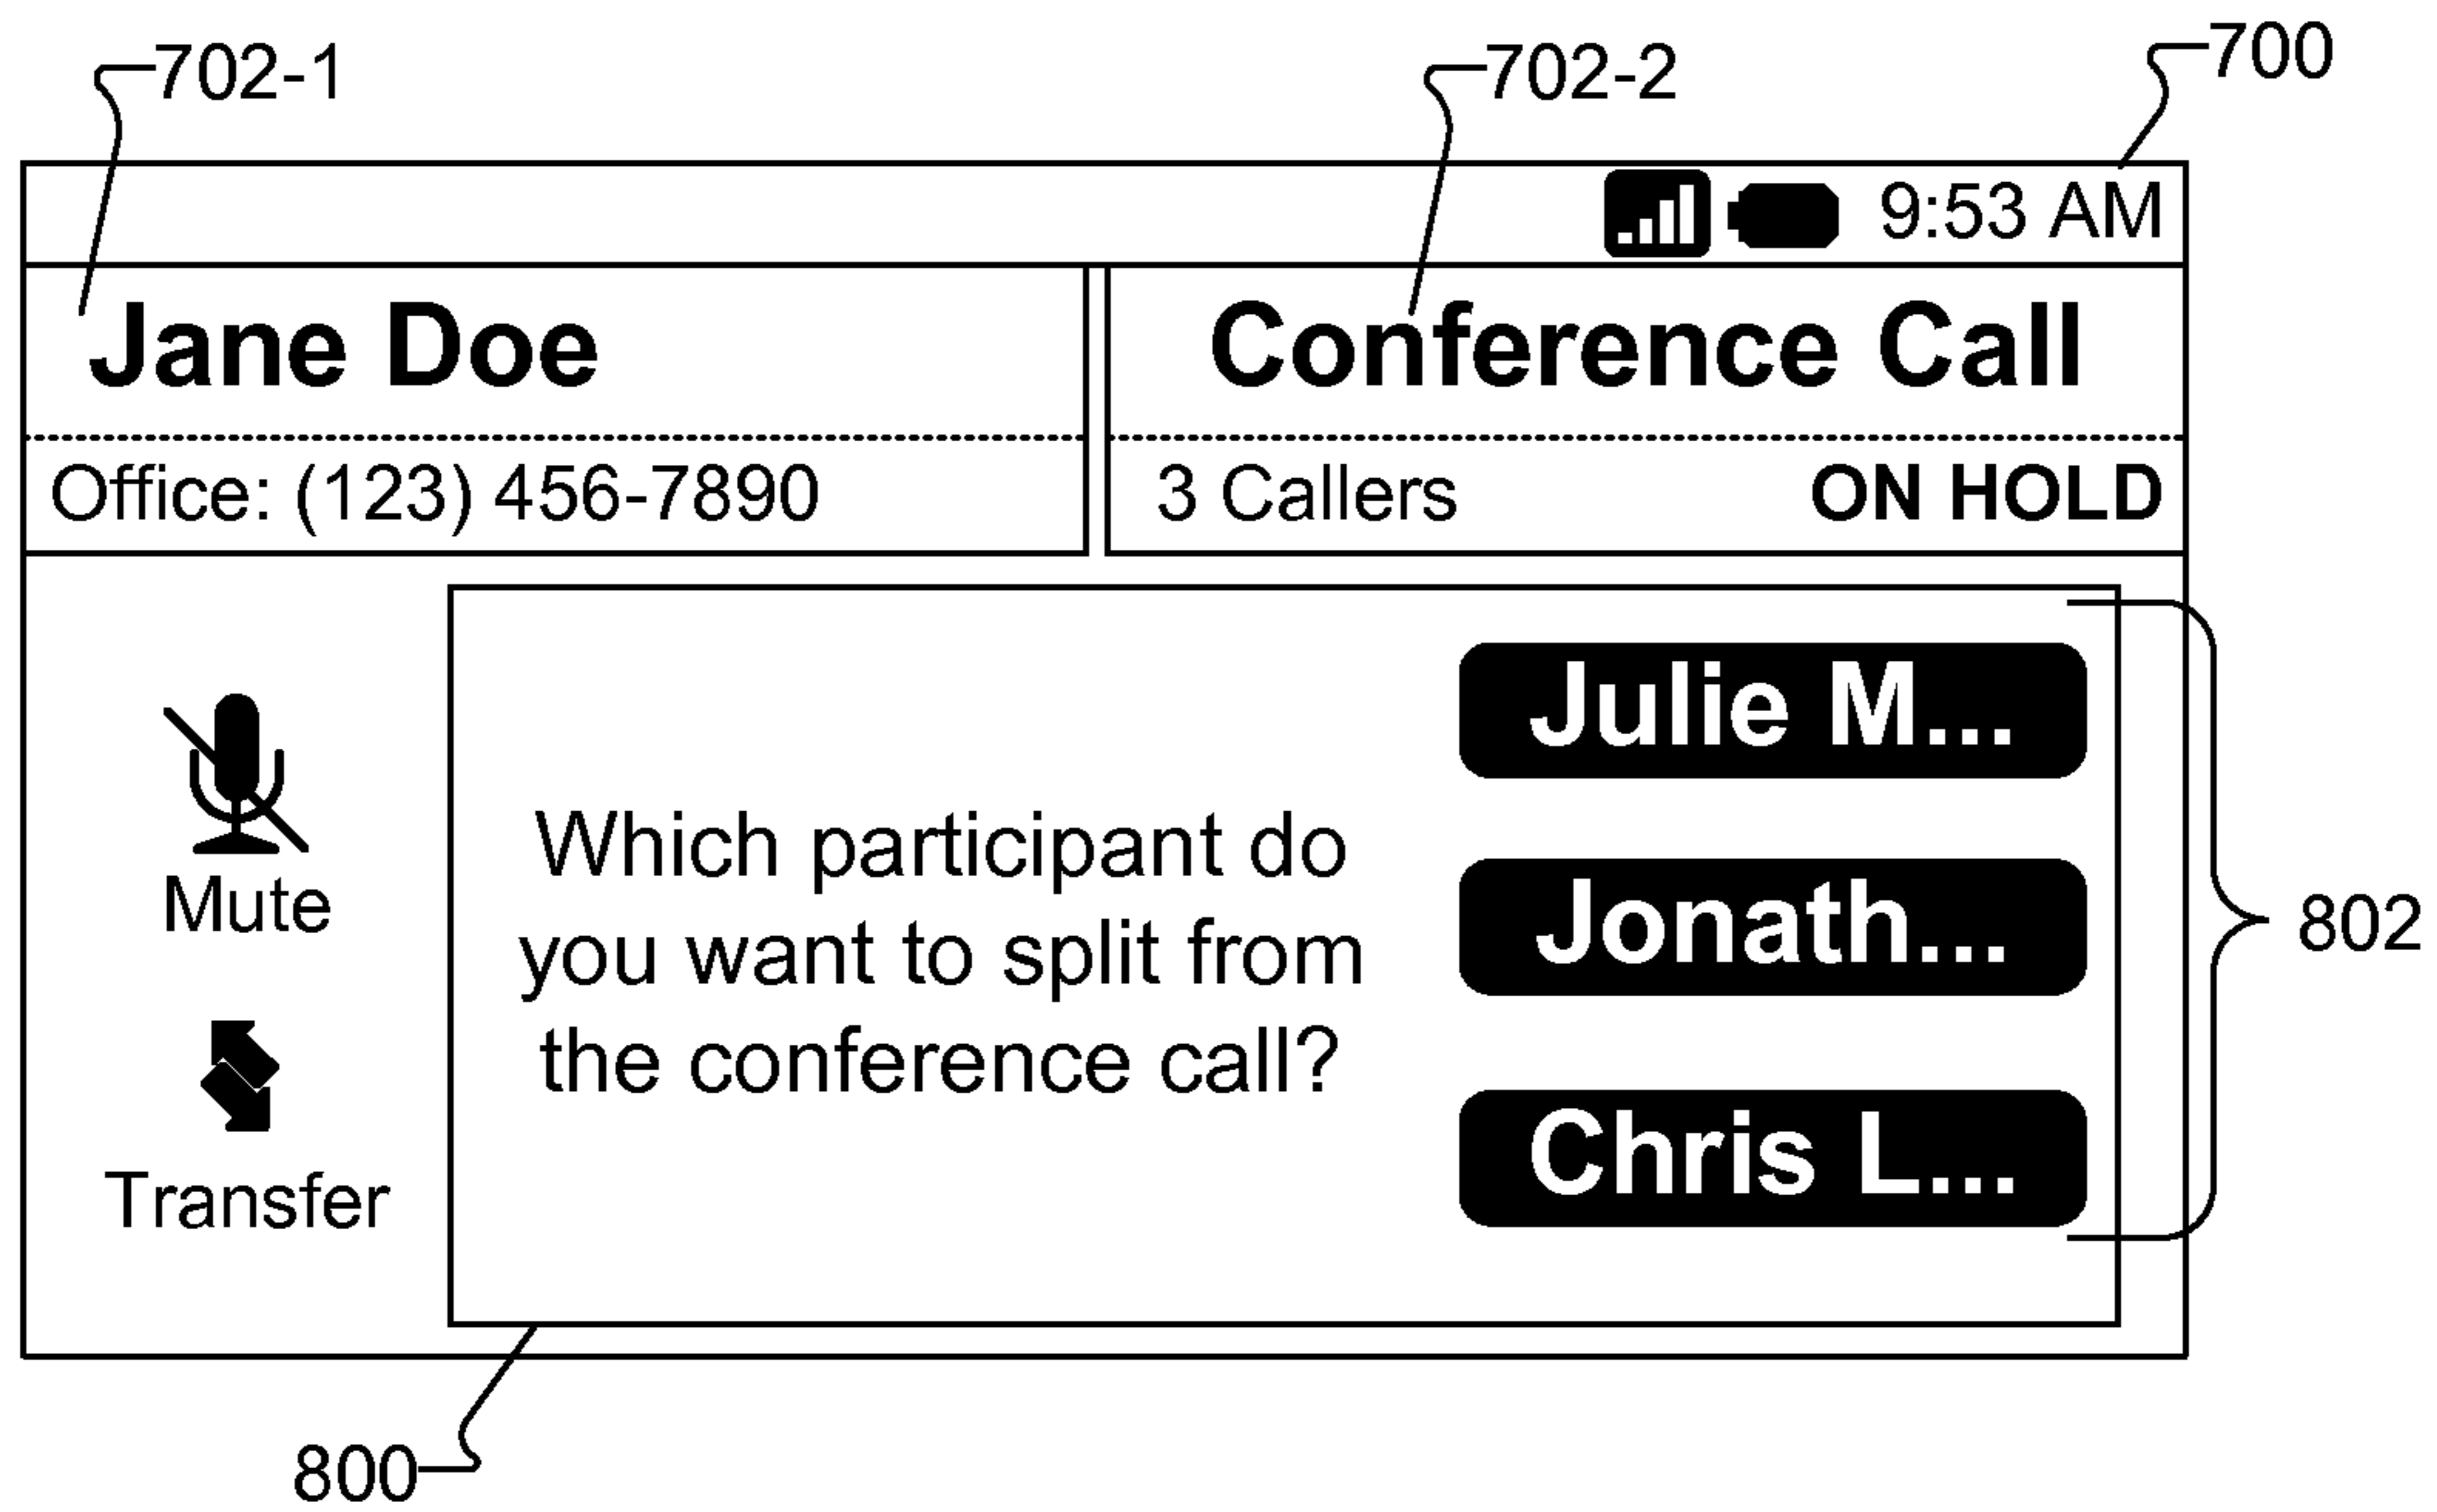 702-1
702-2
700
9:53 AM
Jane Doe
Conference Call
Office: (123) 456-7890
3 Callers
ON HOLD
Mute
Transfer
Which participant do
you want to split from
the conference call?
Julie M...
Jonath...
Chris L...
802
800